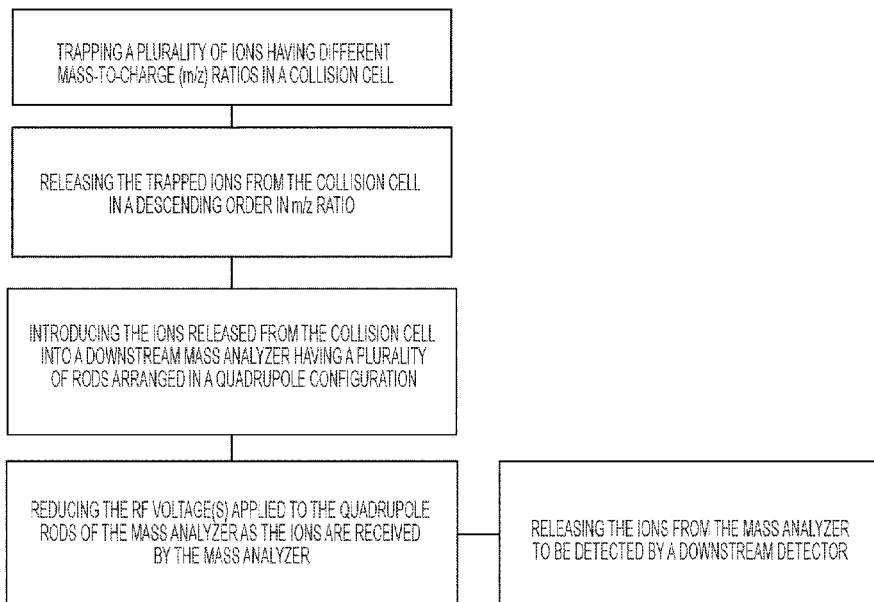 TRAPPING A PLURALITY OF IONS HAVING DIFFERENT
MASS-TO-CHARGE (m/z) RATIOS IN A COLLISION CELL
RELEASING THE TRAPPED IONS FROM THE COLLISION CELL
IN A DESCENDING ORDER IN m/z RATIO
INTRODUCING THE IONS RELEASED FROM THE COLLISION CELL
INTO A DOWNSTREAM MASS ANALYZER HAVING A PLURALITY
OF RODS ARRANGED IN A QUADRUPOLE CONFIGURATION
REDUCING THE RF VOLTAGE(S) APPLIED TO THE QUADRUPOLE
RODS OF THE MASS ANALYZER AS THE IONS ARE RECEIVED
BY THE MASS ANALYZER
RELEASING THE IONS FROM THE MASS ANALYZER
TO BE DETECTED BY A DOWNSTREAM DETECTOR